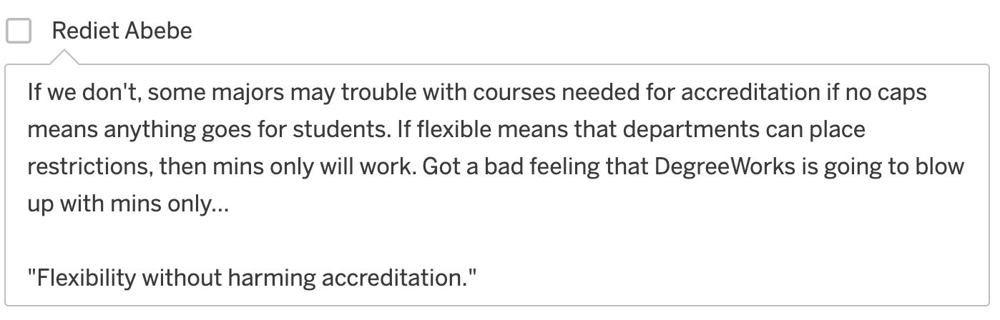 Rediet Abebe
If we don't, some majors may trouble with courses needed for accreditation if no caps
means anything goes for students. If flexible means that departments can place
restrictions, then mins only will work. Got a bad feeling that DegreeWorks is going to blow
up with mins only...
"Flexibility without harming accreditation."